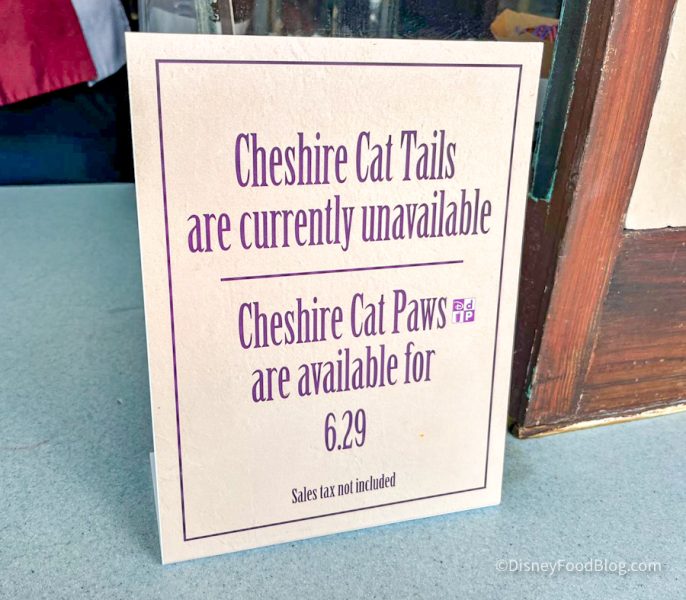 Cheshire Cat Tails
are currently unavailable
Cheshire Cat Paws
are available for
6.29
Sales tax not included
©DisneyFoodBlog.com